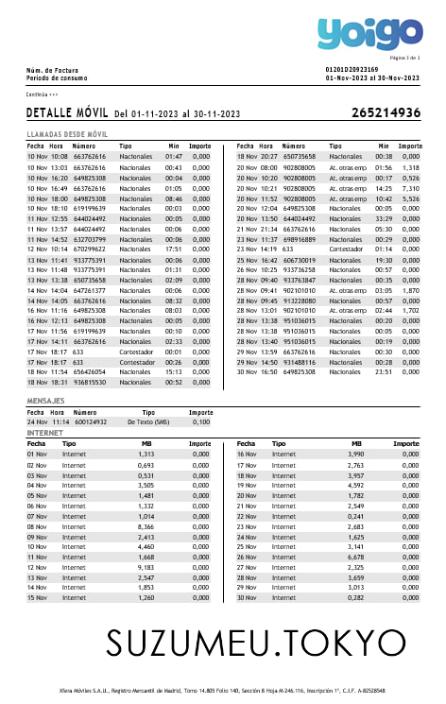 yoigo
Página 3 de 3
Núm. de Factura 01201D20923169
Periodo de consumo 01-Nov-2023 al 30-Nov-2023
Continúa •••
DETALLE MÓVIL Del 01-11-2023 al 30-11-2023 265214936
LLAMADAS DESDE MÓVIL
Fecha Hora Número Tipo Min Importe
10 Nov 10:08 663762616 Nacionales 01:47 0,000
10 Nov 13:03 663762616 Nacionales 00:43 0,000
10 Nov 16:20 649825308 Nacionales 00:04 0,000
10 Nov 16:49 663762616 Nacionales 01:05 0,000
10 Nov 18:00 649825308 Nacionales 08:46 0,000
10 Nov 18:10 619199639 Nacionales 00:03 0,000
11 Nov 12:55 644024492 Nacionales 00:05 0,000
11 Nov 13:57 644024492 Nacionales 00:06 0,000
11 Nov 14:52 632703799 Nacionales 00:06 0,000
12 Nov 10:14 670299622 Nacionales 17:51 0,000
13 Nov 11:41 933775391 Nacionales 00:06 0,000
13 Nov 11:48 933775391 Nacionales 01:31 0,000
13 Nov 13:38 650758635 Nacionales 02:09 0,000
14 Nov 14:04 647261377 Nacionales 00:06 0,000
14 Nov 14:05 663762616 Nacionales 08:32 0,000
16 Nov 11:16 649825308 Nacionales 08:03 0,000
16 Nov 12:13 649825308 Nacionales 00:05 0,000
17 Nov 11:56 619199639 Nacionales 00:10 0,000
17 Nov 14:11 663762616 Nacionales 02:33 0,000
17 Nov 18:17 633 Contestador 00:01 0,000
17 Nov 18:17 633 Contestador 00:26 0,000
18 Nov 11:54 656426054 Nacionales 15:13 0,000
18 Nov 18:31 936815530 Nacionales 00:52 0,000
Fecha Hora Número Tipo Min Importe
18 Nov 20:27 650735658 Nacionales 00:38 0,000
20 Nov 08:00 902808005 At. otras emp 01:56 1,318
20 Nov 10:20 902808005 At. otras emp 00:17 0,526
20 Nov 10:21 902808005 At. otras emp 14:25 7,310
20 Nov 11:52 902808005 At. otras emp 10:42 5,526
20 Nov 12:04 649825308 Nacionales 00:05 0,000
20 Nov 13:50 644024492 Nacionales 33:29 0,000
21 Nov 21:34 663762616 Nacionales 05:30 0,000
23 Nov 11:37 698916889 Nacionales 00:29 0,000
23 Nov 11:14 633 Contestador 01:14 0,000
25 Nov 16:42 606730019 Nacionales 19:30 0,000
26 Nov 10:25 933736258 Nacionales 00:57 0,000
28 Nov 09:40 933763847 Nacionales 00:35 0,000
28 Nov 09:41 902101010 At. otras emp 03:05 1,870
28 Nov 09:45 913228080 Nacionales 00:57 0,000
28 Nov 13:01 902101010 At. otras emp 02:44 1,702
28 Nov 13:38 951036015 Nacionales 00:20 0,000
28 Nov 13:38 951036015 Nacionales 00:05 0,000
28 Nov 13:40 951036015 Nacionales 00:19 0,000
29 Nov 13:59 663762616 Nacionales 00:30 0,000
29 Nov 14:50 931488116 Nacionales 00:28 0,000
30 Nov 16:50 649825308 Nacionales 23:51 0,000
MENSAJES
Fecha Hora Número Tipo Importe
24 Nov 11:14 600124932 De Texto (SMS) 0,100
INTERNET
Fecha Tipo MB Importe
01 Nov Internet 1,313 0,000
02 Nov Internet 0,693 0,000
03 Nov Internet 0,531 0,000
04 Nov Internet 3,505 0,000
05 Nov Internet 1,481 0,000
06 Nov Internet 1,332 0,000
07 Nov Internet 1,014 0,000
08 Nov Internet 8,366 0,000
09 Nov Internet 2,413 0,000
10 Nov Internet 4,460 0,000
11 Nov Internet 1,668 0,000
12 Nov Internet 9,183 0,000
13 Nov Internet 2,547 0,000
14 Nov Internet 1,853 0,000
15 Nov Internet 1,260 0,000
Fecha Tipo MB Importe
16 Nov Internet 3,990 0,000
17 Nov Internet 2,763 0,000
18 Nov Internet 3,957 0,000
19 Nov Internet 4,592 0,000
20 Nov Internet 1,782 0,000
21 Nov Internet 2,549 0,000
22 Nov Internet 0,241 0,000
23 Nov Internet 2,683 0,000
24 Nov Internet 1,625 0,000
25 Nov Internet 3,141 0,000
26 Nov Internet 6,678 0,000
27 Nov Internet 2,325 0,000
28 Nov Internet 3,659 0,000
29 Nov Internet 3,013 0,000
30 Nov Internet 0,282 0,000
SUZUMEU.TOKYO
Xfera Móviles S.A.U., Registro Mercantil de Madrid, Tomo 14.805 Folio 140, Sección 8 Hoja M-246.116, Inscripción 1ª, C.I.F. A-82528548